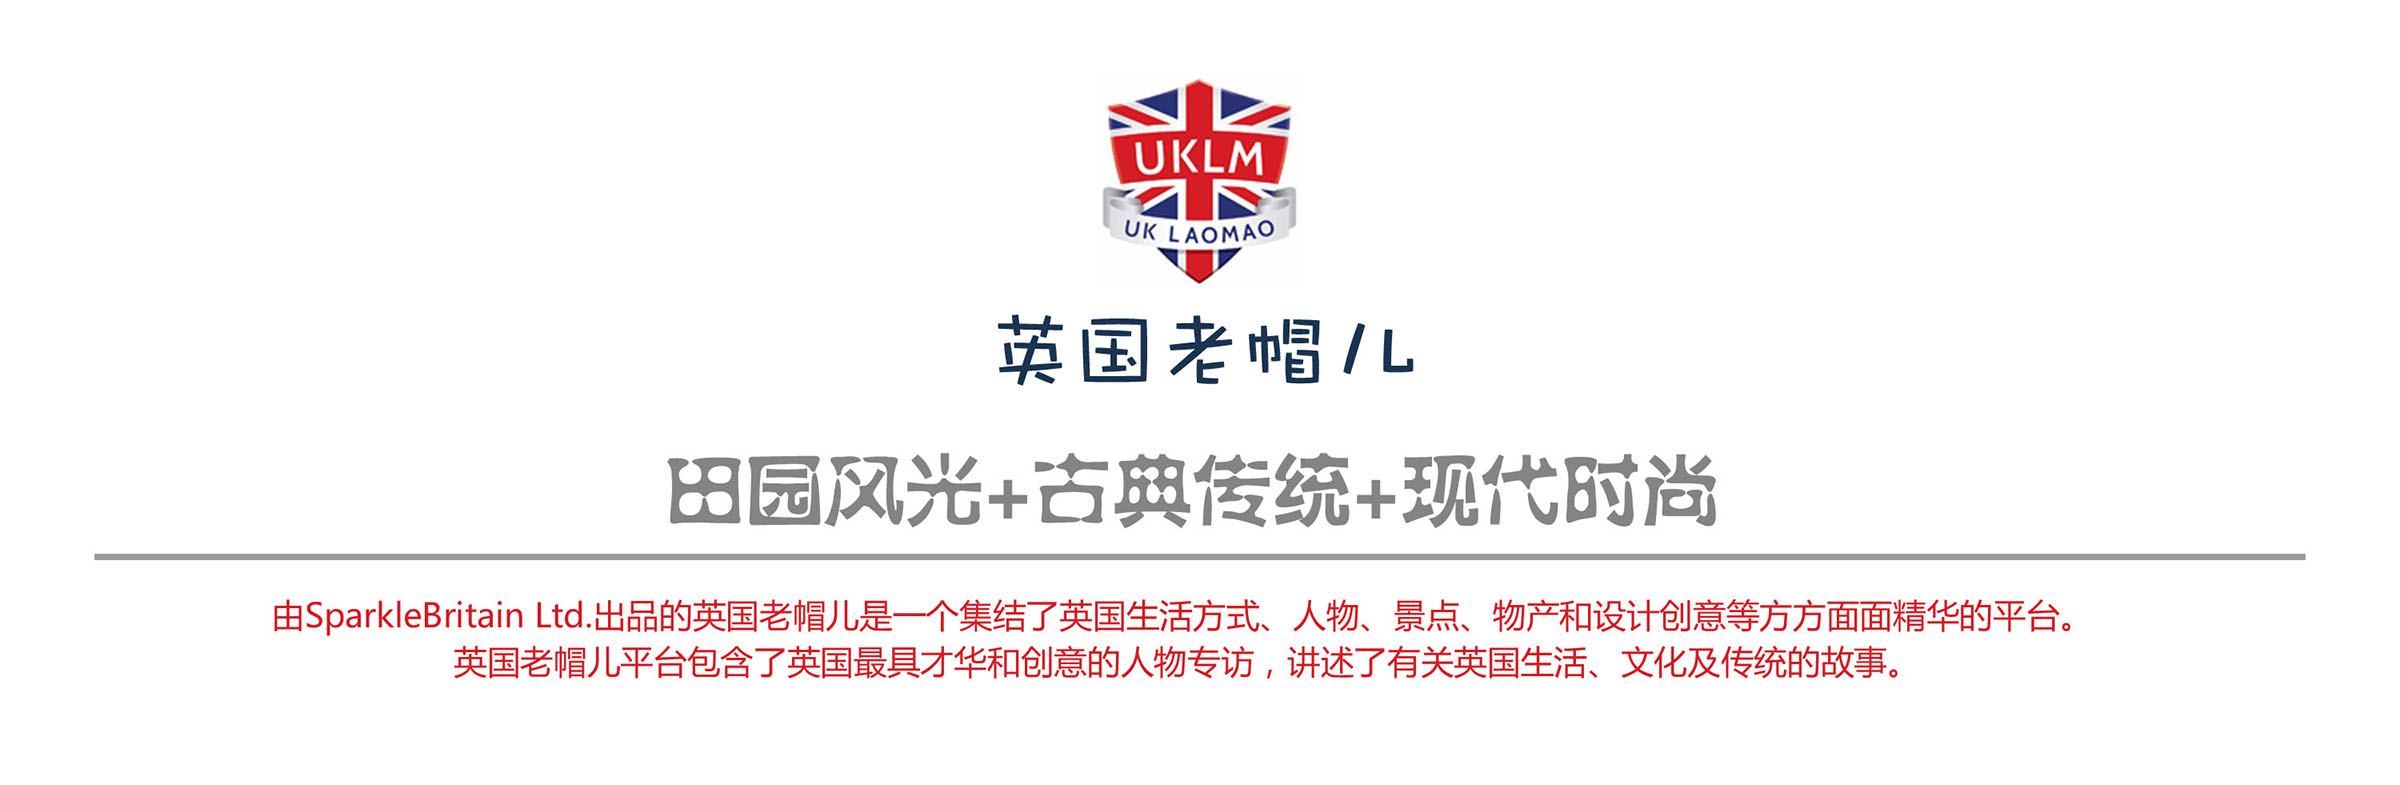 UKLM
UK LAOMAO
英国老帽儿
田园风光+古典传统+现代时尚
由SparkleBritain Ltd.出品的英国老帽儿是一个集结了英国生活方式、人物、景点、物产和设计创意等方方面面精华的平台。
英国老帽儿平台包含了英国最具才华和创意的人物专访，讲述了有关英国生活、文化及传统的故事。